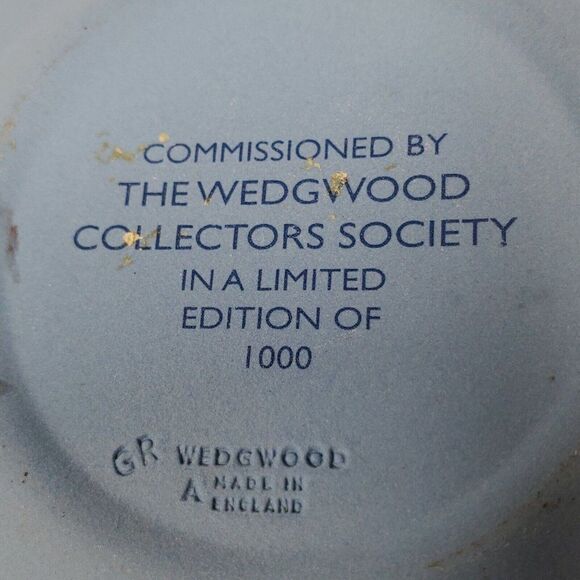 COMMISSIONED BY
THE WEDGWOOD
COLLECTORS SOCIETY
IN A LIMITED
EDITION OF
1000
GR WEDGWOOD
A MADE IN
ENGLAND